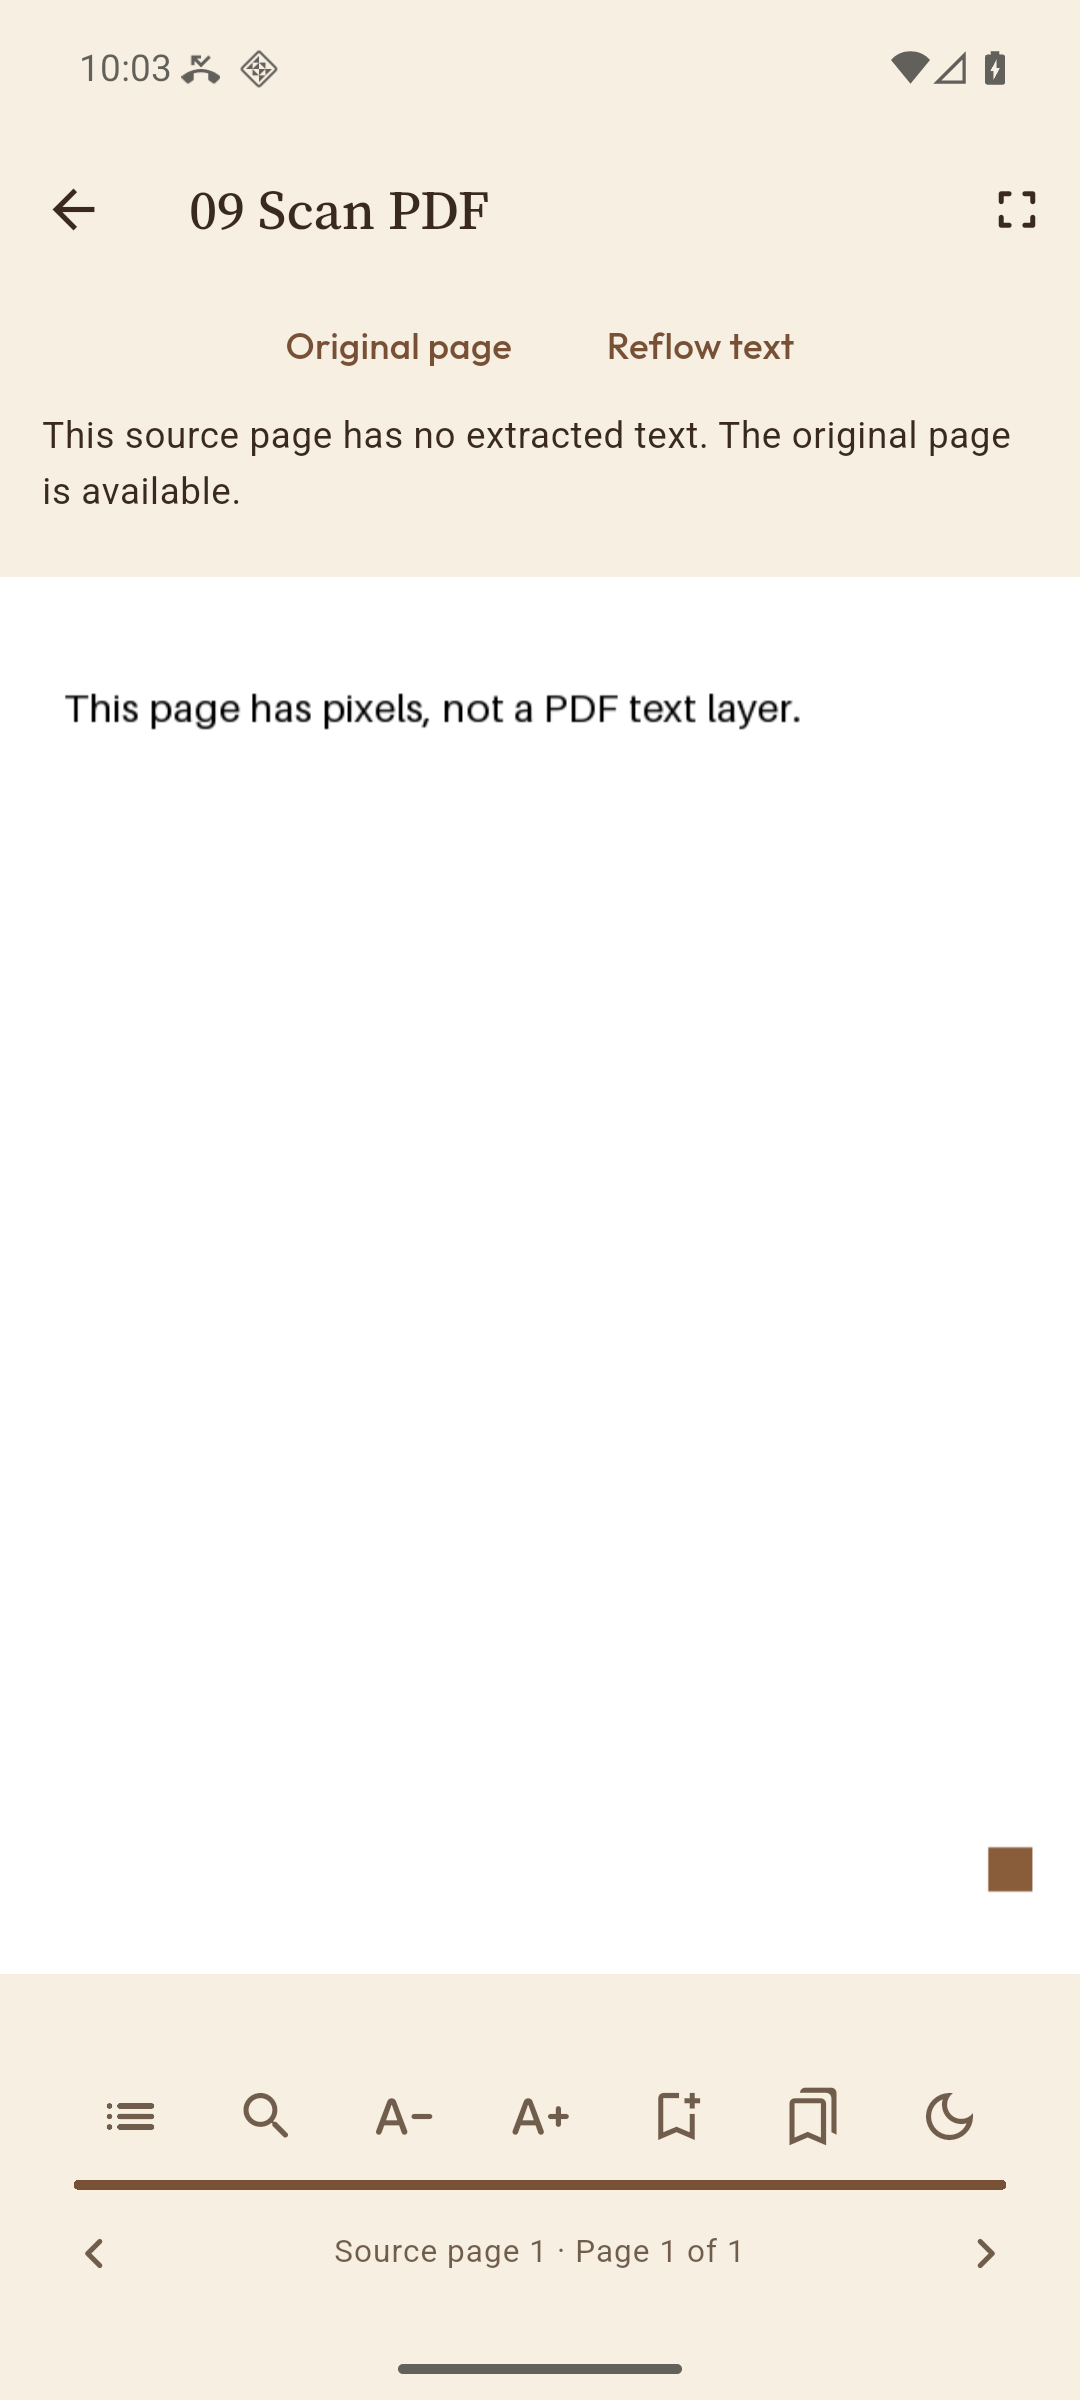 10:03
09 Scan PDF
Original page Reflow text
This source page has no extracted text. The original page
is available.
This page has pixels, not a PDF text layer.
A- A+
Source page 1 · Page 1 of 1